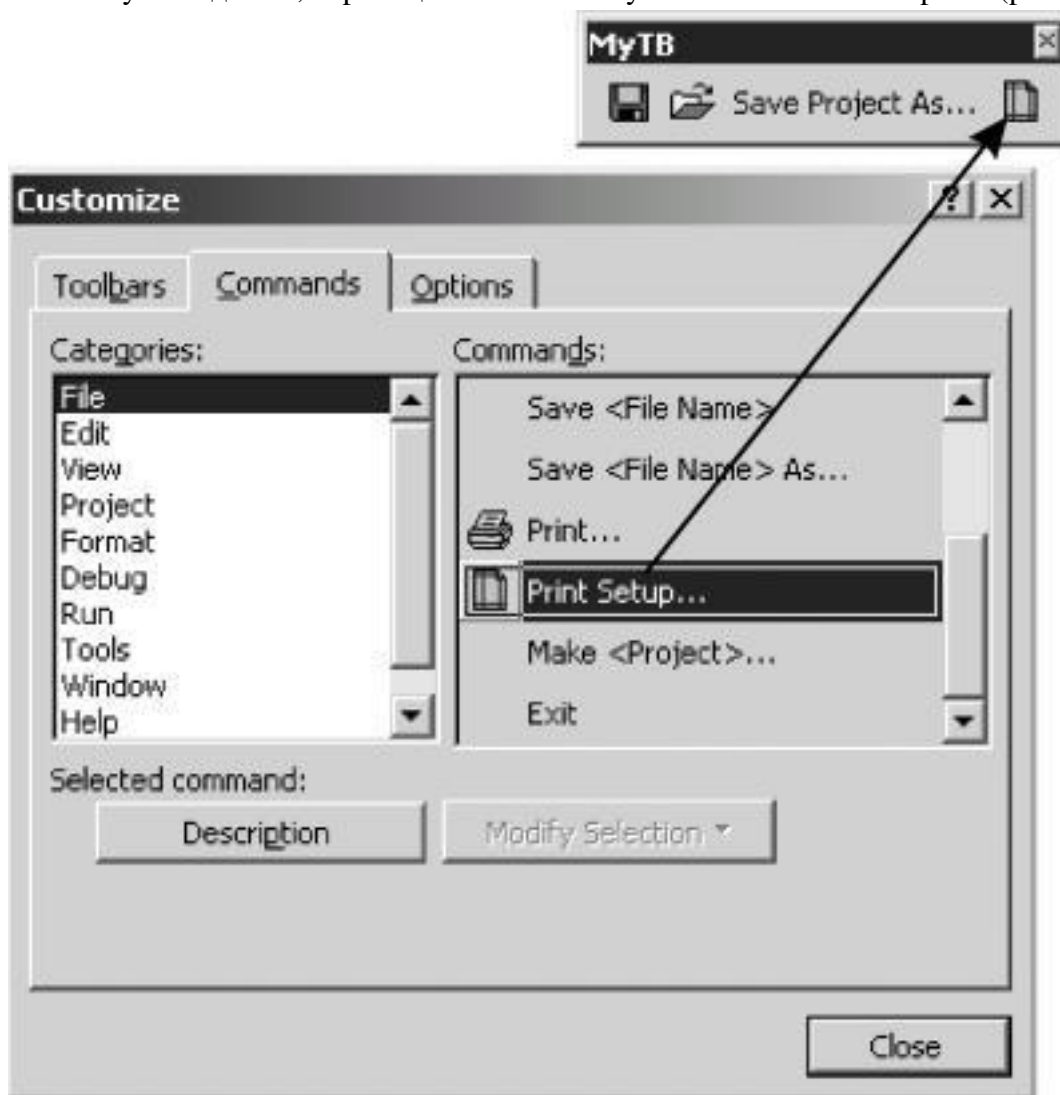 MyTB
Save Project As...
Customize
Toolbars Commands Options
Categories: Commands:
File
Edit
View
Project
Format
Debug
Run
Tools
Window
Help
Save <File Name>
Save <File Name> As...
Print...
Print Setup...
Make <Project>...
Exit
Selected command:
Description Modify Selection
Close